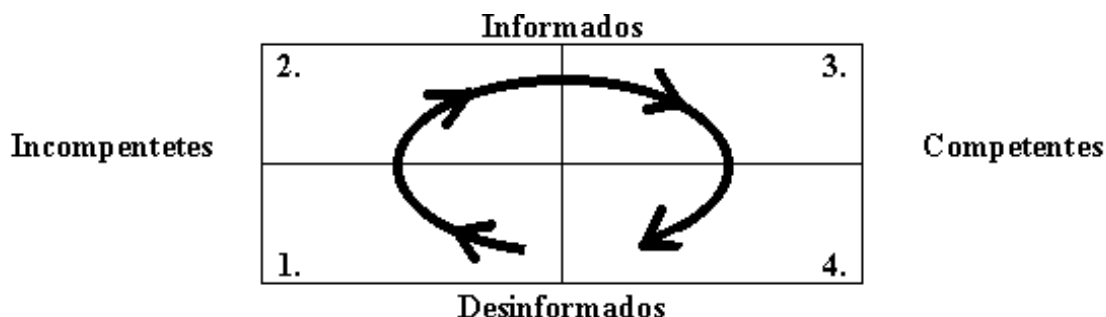 Informados
2. 3.
Incompentetes Competentes
1. 4.
Desinformados